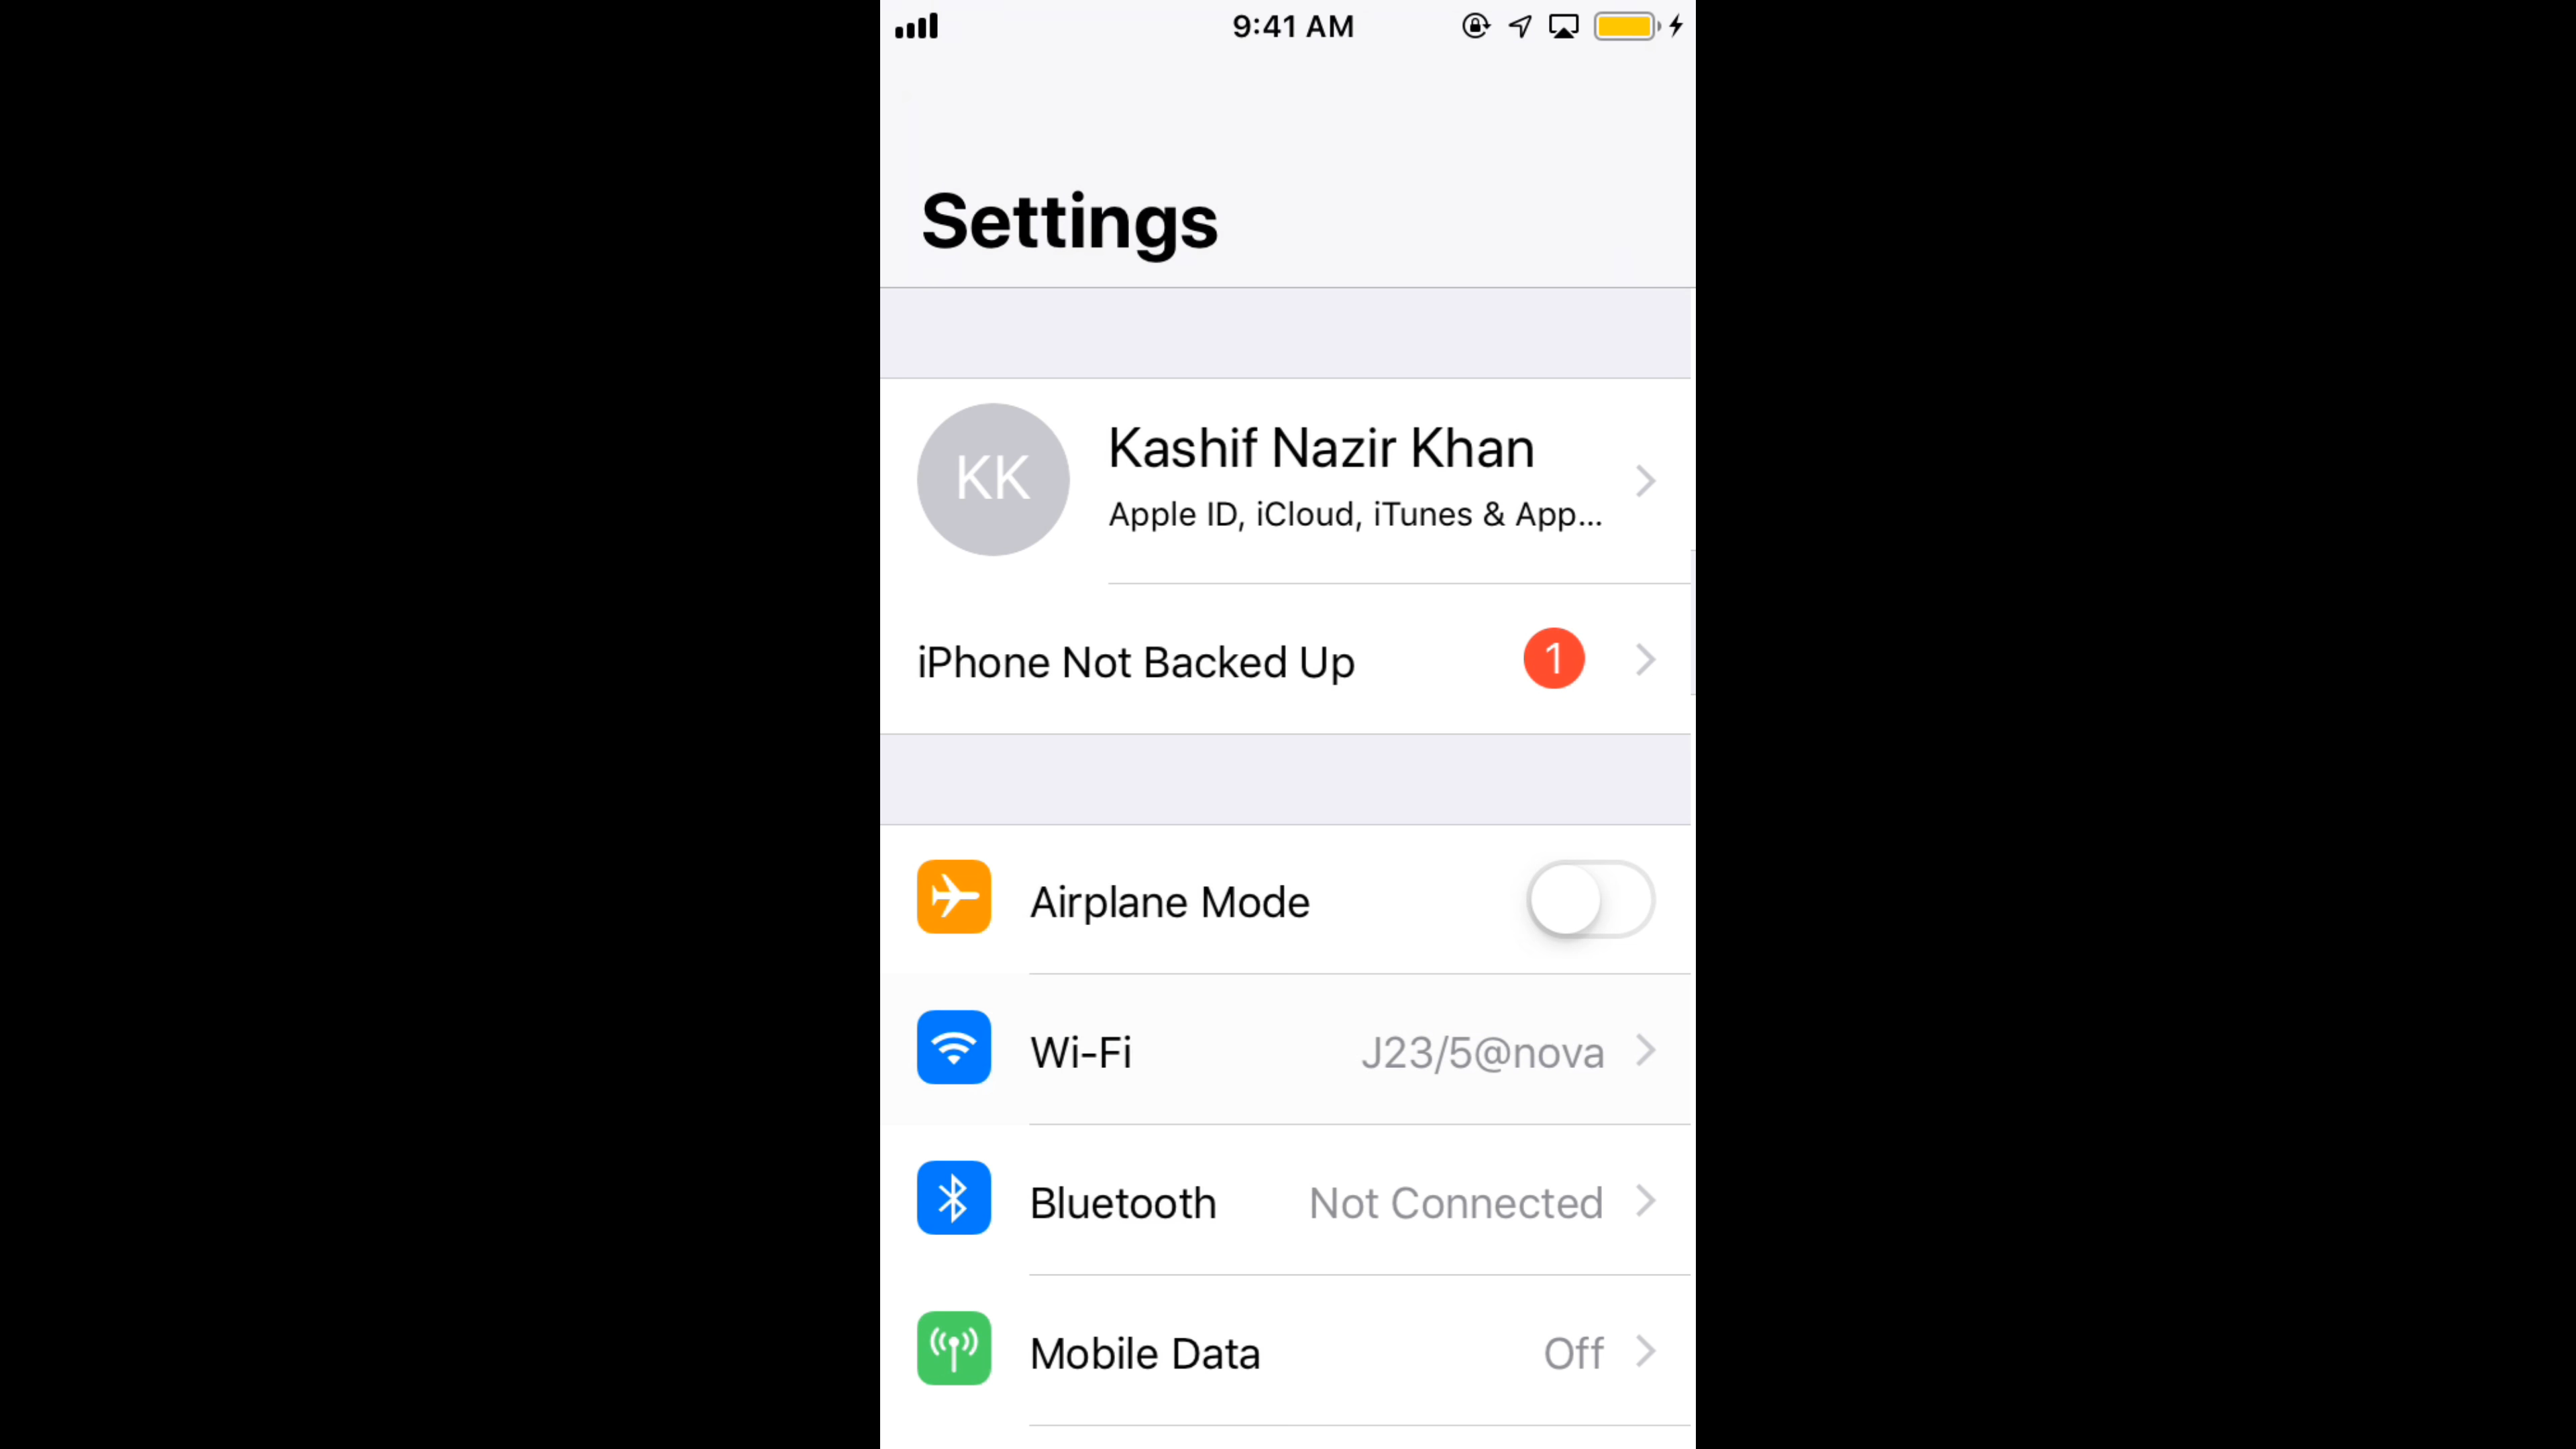 9:41 AM
Settings
KK
Kashif Nazir Khan
Apple ID, iCloud, iTunes & App...
iPhone Not Backed Up 1
Airplane Mode
Wi-Fi J23/5@nova
Bluetooth Not Connected
Mobile Data Off